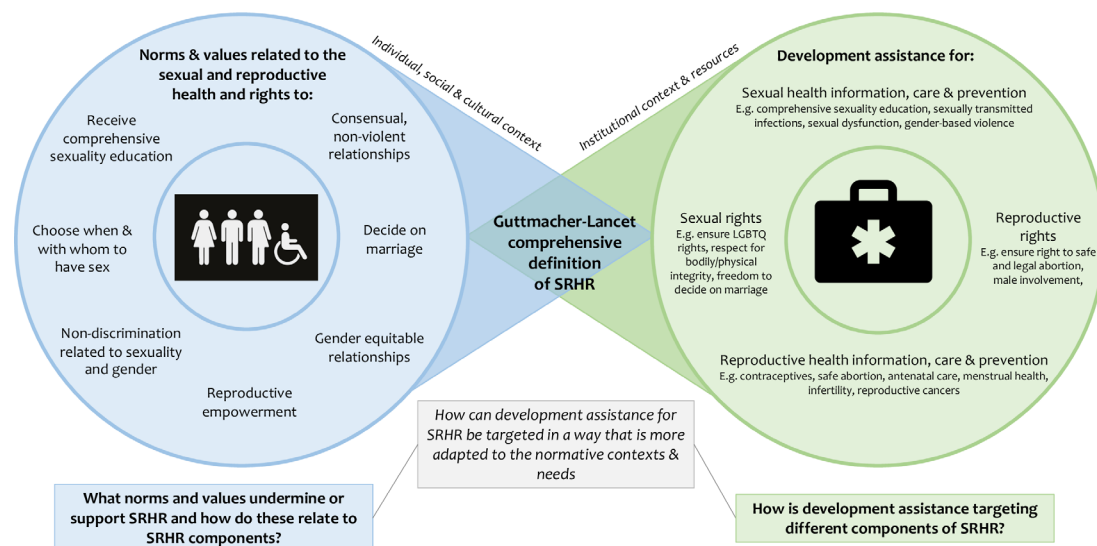 Norms & values related to the
sexual and reproductive
health and rights to:
Receive
comprehensive
sexuality education
Consensual,
non-violent
relationships
Choose when &
with whom to
have sex
Decide on
marriage
Non-discrimination
related to sexuality
and gender
Gender equitable
relationships
Reproductive
empowerment
Individual, social & cultural context
Institutional context & resources
Guttmacher-Lancet
comprehensive
definition
of SRHR
Development assistance for:
Sexual health information, care & prevention
E.g. comprehensive sexuality education, sexually transmitted
infections, sexual dysfunction, gender-based violence
Sexual rights
E.g. ensure LGBTQ
rights, respect for
bodily/physical
integrity, freedom to
decide on marriage
Reproductive
rights
E.g. ensure right to safe
and legal abortion,
male involvement,
Reproductive health information, care & prevention
E.g. contraceptives, safe abortion, antenatal care, menstrual health,
infertility, reproductive cancers
How can development assistance for
SRHR be targeted in a way that is more
adapted to the normative contexts &
needs
What norms and values undermine or
support SRHR and how do these relate to
SRHR components?
How is development assistance targeting
different components of SRHR?